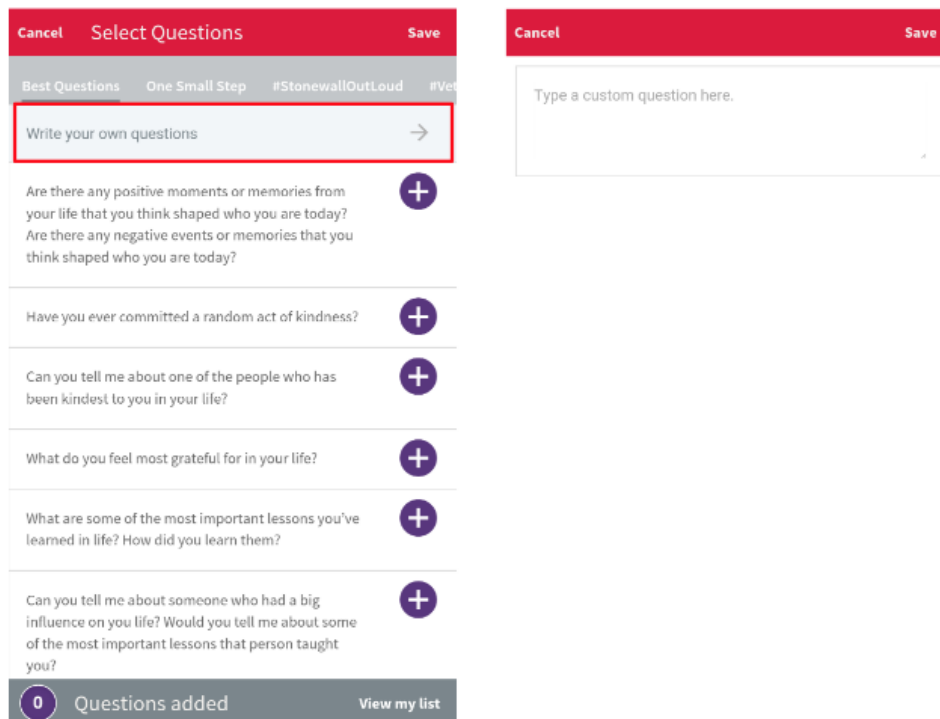 Cancel Select Questions Save
Best Questions One Small Step #StonewallOutLoud #Vet
Write your own questions
Are there any positive moments or memories from
your life that you think shaped who you are today?
Are there any negative events or memories that you
think shaped who you are today?
Have you ever committed a random act of kindness?
Can you tell me about one of the people who has
been kindest to you in your life?
What do you feel most grateful for in your life?
What are some of the most important lessons you've
learned in life? How did you learn them?
Can you tell me about someone who had a big
influence on you life? Would you tell me about some
of the most important lessons that person taught
you?
0 Questions added View my list
Cancel Save
Type a custom question here.